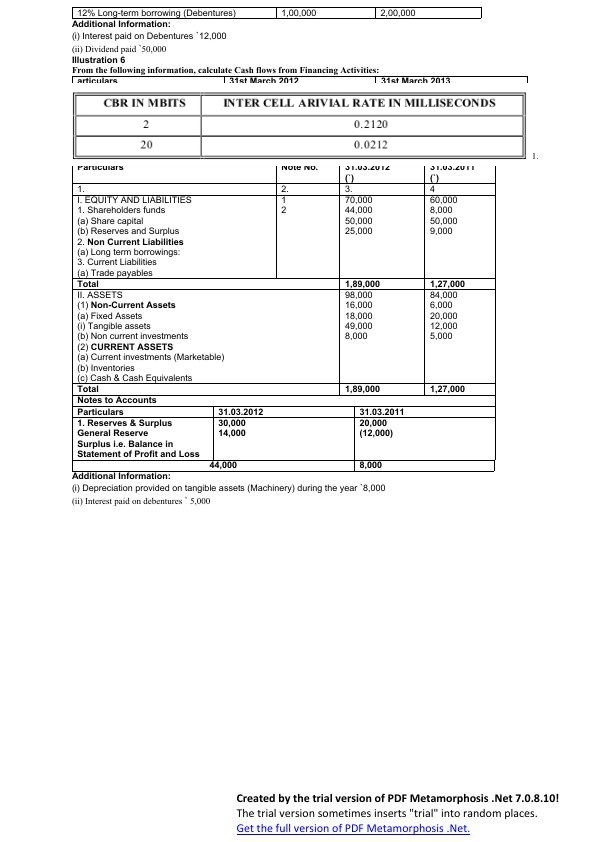 12% Long-term borrowing (Debentures) 1,00,000 2,00,000
Additional Information:
(i) Interest paid on Debentures `12,000
(ii) Dividend paid `50,000
Illustration 6
From the following information, calculate Cash flows from Financing Activities:
articulars 31st March 2012 31st March 2013
CBR IN MBITS INTER CELL ARIVIAL RATE IN MILLISECONDS
2 0.2120
20 0.0212
1.
Particulars Note No. 31.03.2012 31.03.2011
(`) (`)
1. 2. 3. 4
I. EQUITY AND LIABILITIES 1 70,000 60,000
1. Shareholders funds 2 44,000 8,000
(a) Share capital 50,000 50,000
(b) Reserves and Surplus 25,000 9,000
2. Non Current Liabilities
(a) Long term borrowings:
3. Current Liabilities
(a) Trade payables
Total 1,89,000 1,27,000
II. ASSETS 98,000 84,000
(1) Non-Current Assets 16,000 6,000
(a) Fixed Assets 18,000 20,000
(i) Tangible assets 49,000 12,000
(b) Non current investments 8,000 5,000
(2) CURRENT ASSETS
(a) Current investments (Marketable)
(b) Inventories
(c) Cash & Cash Equivalents
Total 1,89,000 1,27,000
Notes to Accounts
Particulars 31.03.2012 31.03.2011
1. Reserves & Surplus 30,000 20,000
General Reserve 14,000 (12,000)
Surplus i.e. Balance in
Statement of Profit and Loss
44,000 8,000
Additional Information:
(i) Depreciation provided on tangible assets (Machinery) during the year `8,000
(ii) Interest paid on debentures ` 5,000
Created by the trial version of PDF Metamorphosis .Net 7.0.8.10!
The trial version sometimes inserts "trial" into random places.
Get the full version of PDF Metamorphosis .Net.